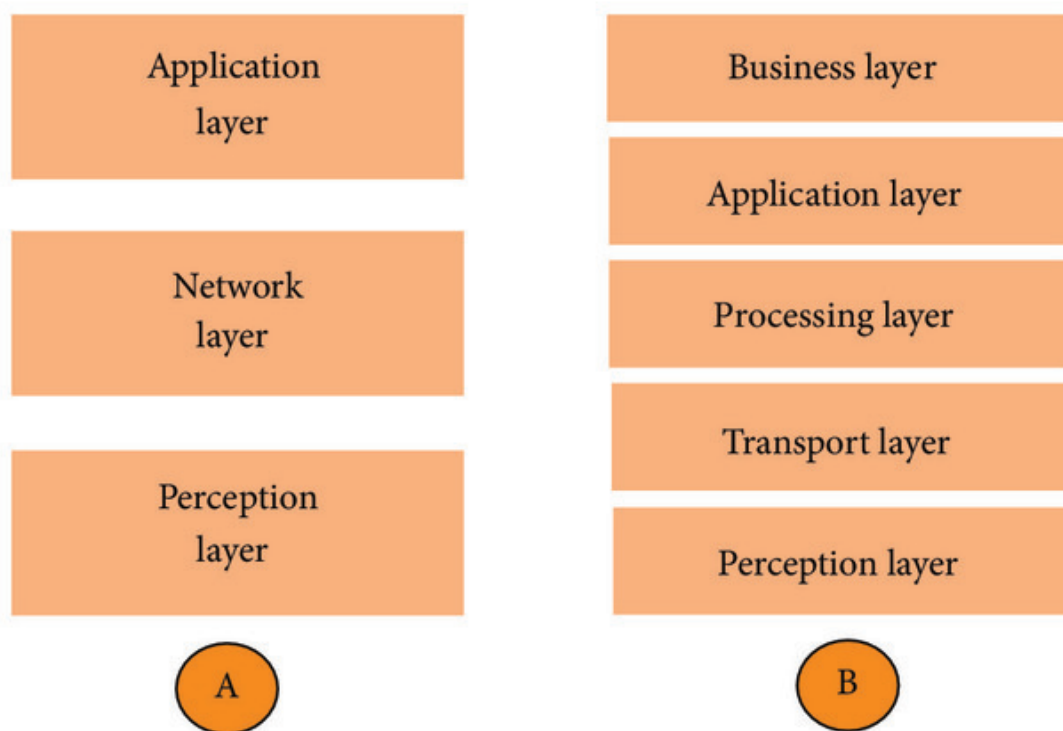 Application
layer
Network
layer
Perception
layer
A
Business layer
Application layer
Processing layer
Transport layer
Perception layer
B